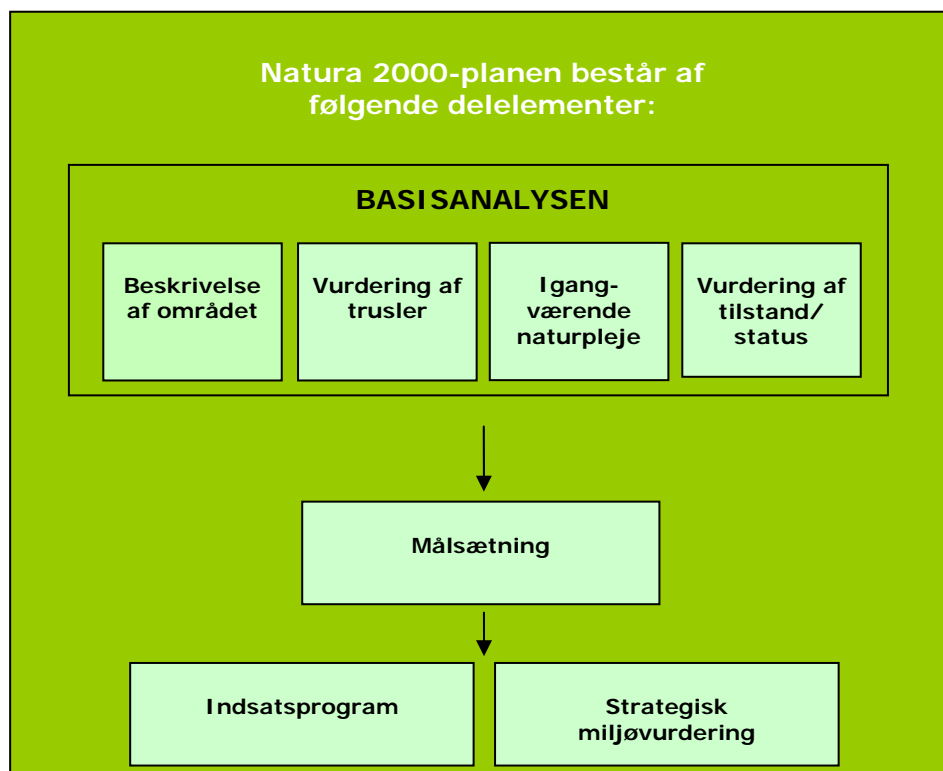 Natura 2000-planen består af
følgende delelementer:
BASISANALYSEN
Beskrivelse
af området
Vurdering af
trusler
Igang-
værende
naturpleje
Vurdering af
tilstand/
status
Målsætning
Indsatsprogram
Strategisk
miljøvurdering